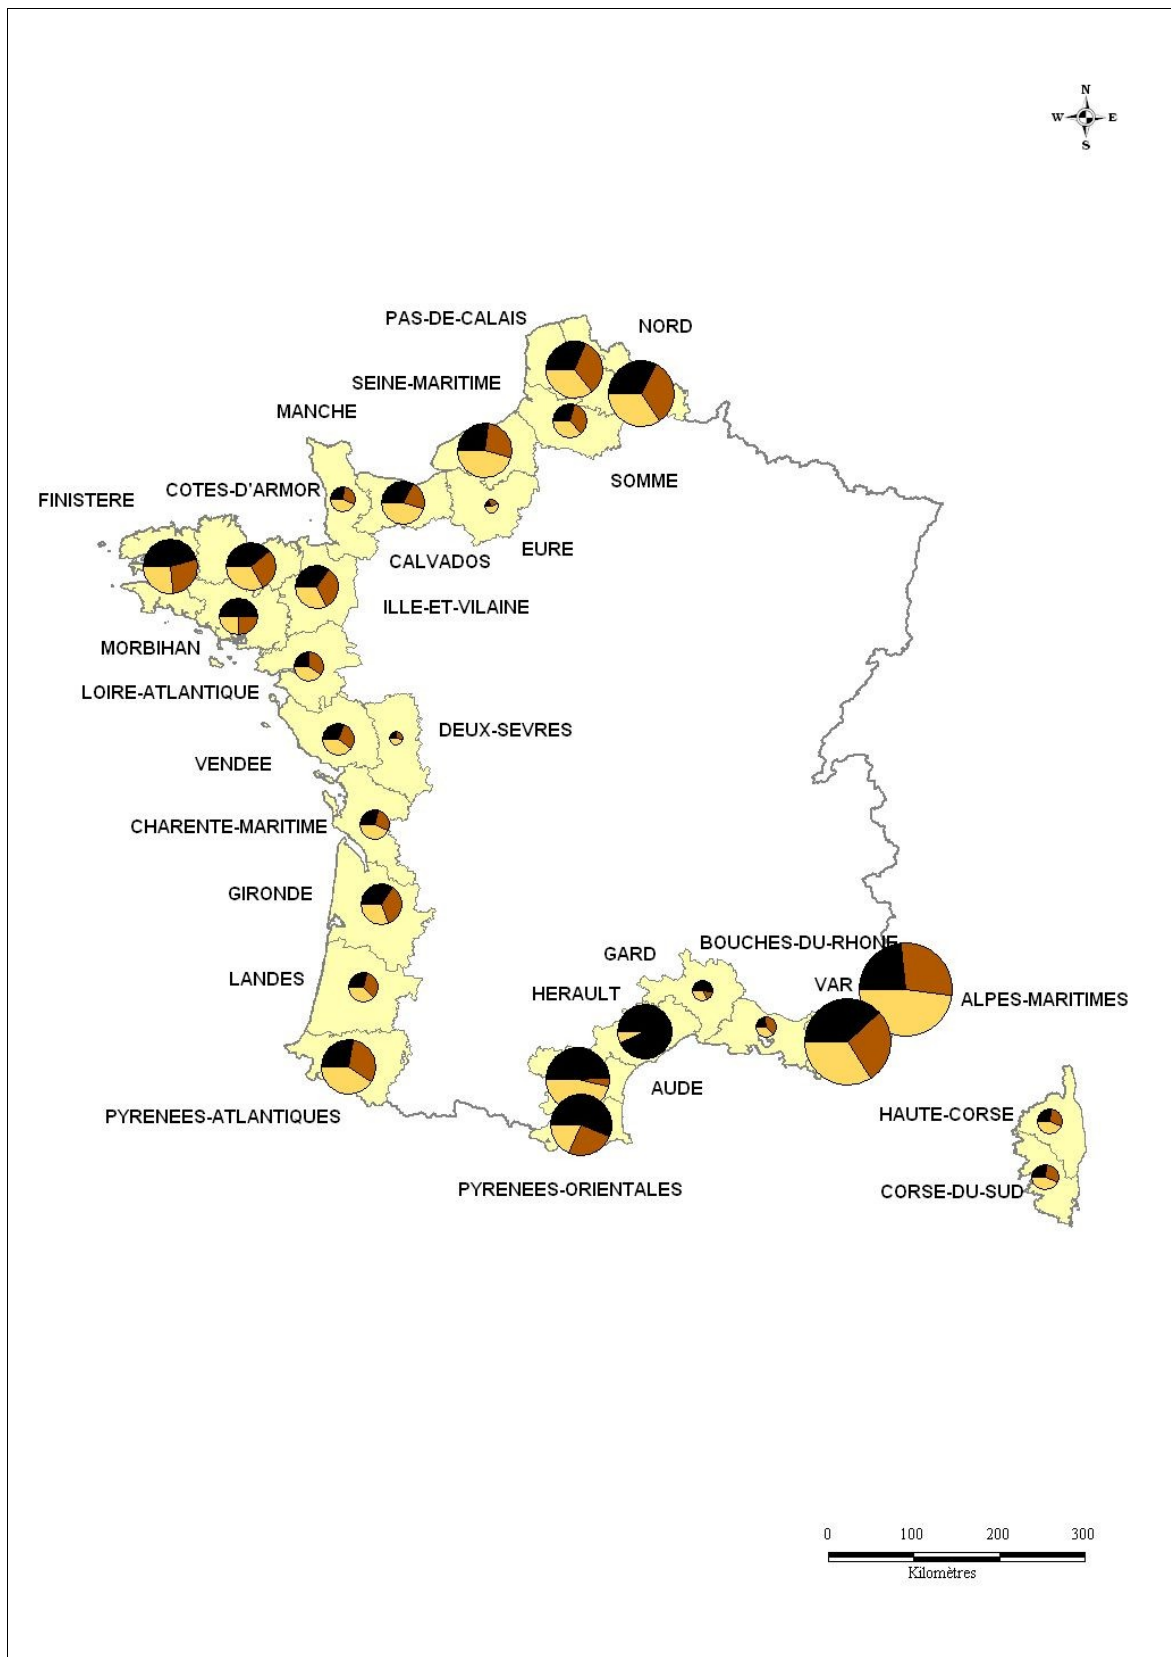 N
W E
S
PAS-DE-CALAIS
NORD
SEINE-MARITIME
MANCHE
SOMME
COTES-D'ARMOR
FINISTERE
EURE
CALVADOS
ILLE-ET-VILAINE
MORBIHAN
LOIRE-ATLANTIQUE
DEUX-SEVRES
VENDEE
CHARENTE-MARITIME
GIRONDE
BOUCHES-DU-RHONE
GARD
LANDES
VAR
HERAULT
ALPES-MARITIMES
AUDE
PYRENEES-ATLANTIQUES
HAUTE-CORSE
PYRENEES-ORIENTALES
CORSE-DU-SUD
0 100 200 300
Kilomètres